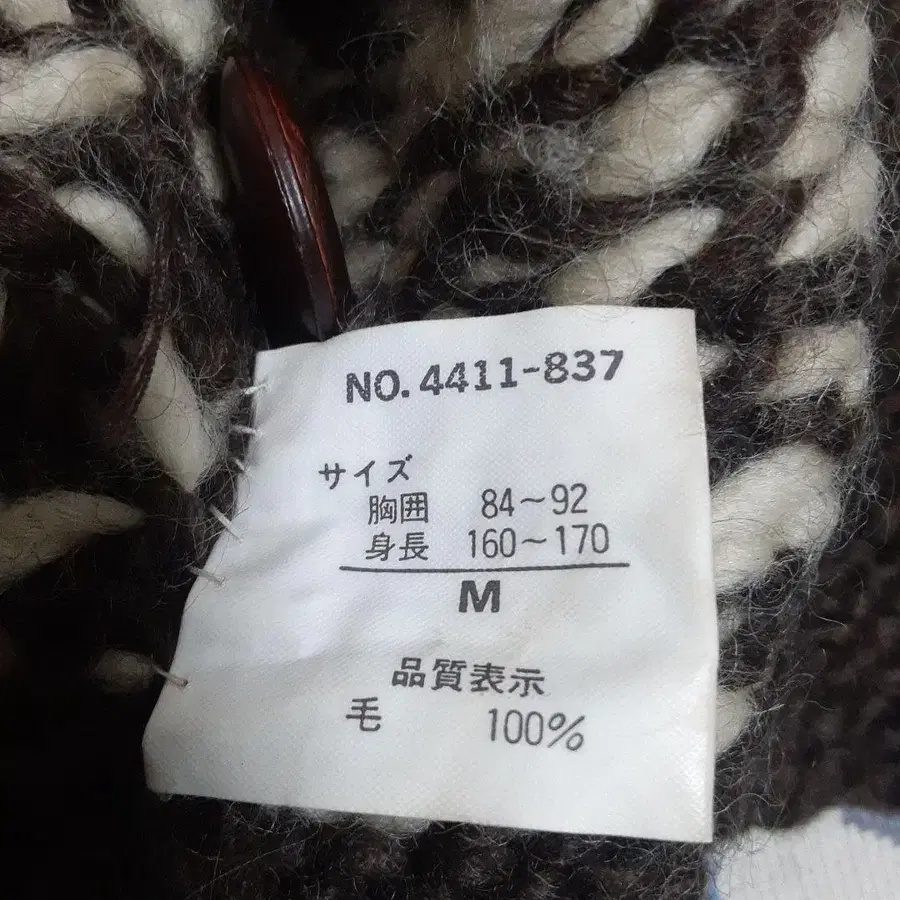 NO.4411-837
サイズ
胸囲 84～92
身長 160～170
M
品質表示
毛 100%